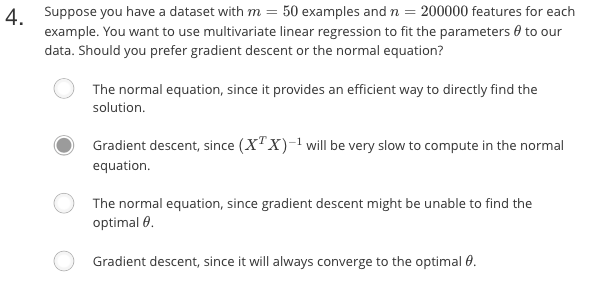 4. Suppose you have a dataset with m = 50 examples and n = 200000 features for each
example. You want to use multivariate linear regression to fit the parameters θ to our
data. Should you prefer gradient descent or the normal equation?
The normal equation, since it provides an efficient way to directly find the
solution.
Gradient descent, since (XᵀX)⁻¹ will be very slow to compute in the normal
equation.
The normal equation, since gradient descent might be unable to find the
optimal θ.
Gradient descent, since it will always converge to the optimal θ.